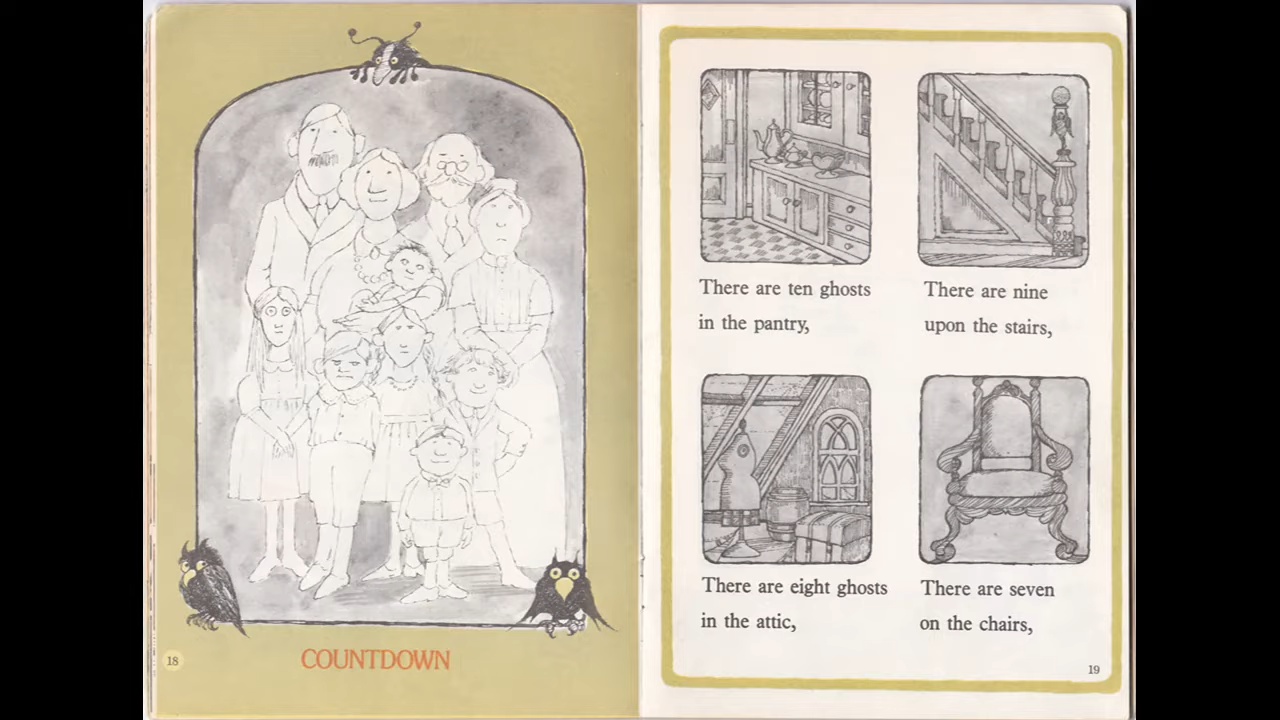 18
COUNTDOWN
There are ten ghosts
in the pantry,
There are nine
upon the stairs,
There are eight ghosts
in the attic,
There are seven
on the chairs,
19